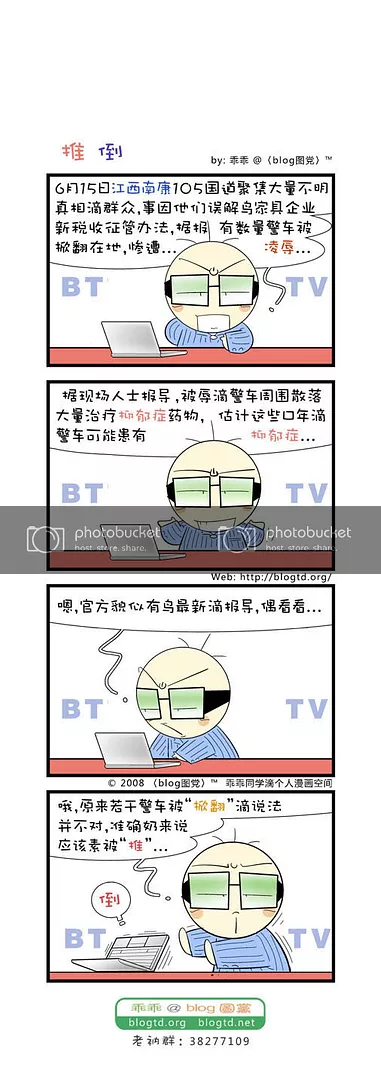 推 倒
by: 乖乖 @〈blog图党〉™
6月15日江西南康105国道聚集大量不明
真相滴群众,事因他们误解鸟家具企业
新税收征管办法,据报 有数量警车被
掀翻在地,惨遭... 凌辱...
BT TV
据现场人士报导,被辱滴警车周围散落
大量治疗抑郁症药物, 估计这些口年滴
警车可能患有 抑郁症...
BT TV
photobucket photobucket
host. store. share. host. store. share.
Web: http://blogtd.org/
嗯,官方貌似有鸟最新滴报导,偶看看...
BT TV
© 2008 〈blog图党〉™ 乖乖同学滴个人漫画空间
哦,原来若干警车被"掀翻"滴说法
并不对,准确奶来说
应该素被"推"...
倒
BT TV
乖乖 @ blog 圖黨
blogtd.org blogtd.net
老衲群：38277109